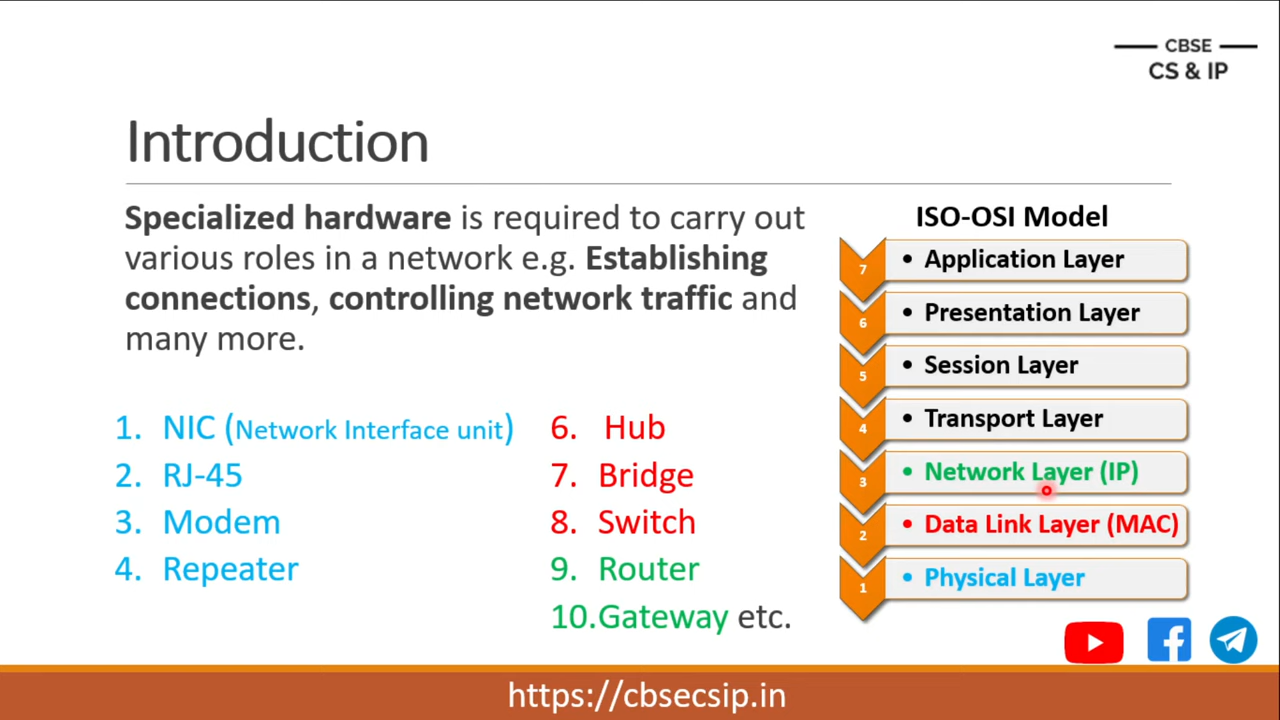 CBSE
CS & IP
Introduction
Specialized hardware is required to carry out
various roles in a network e.g. Establishing
connections, controlling network traffic and
many more.
1. NIC (Network Interface unit)
2. RJ-45
3. Modem
4. Repeater
6. Hub
7. Bridge
8. Switch
9. Router
10.Gateway etc.
ISO-OSI Model
7 • Application Layer
6 • Presentation Layer
5 • Session Layer
4 • Transport Layer
3 • Network Layer (IP)
2 • Data Link Layer (MAC)
1 • Physical Layer
https://cbsecsip.in